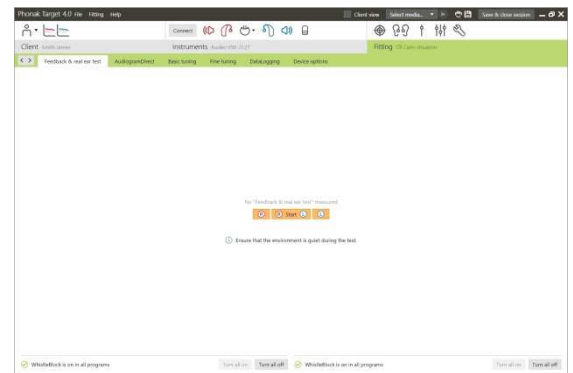 Phonak Target 4.0 File Fitting Help
Client view Select media... Save & close session
Connect
Client
Instruments
Fitting
Feedback & real ear test AudiogramDirect Basic tuning Fine tuning DataLogging Device options
No "Feedback & real ear test" measured
R R Start L L
Ensure that the environment is quiet during the test
WhistleBlock is on in all programs Turn all on Turn all off WhistleBlock is on in all programs Turn all on Turn all off